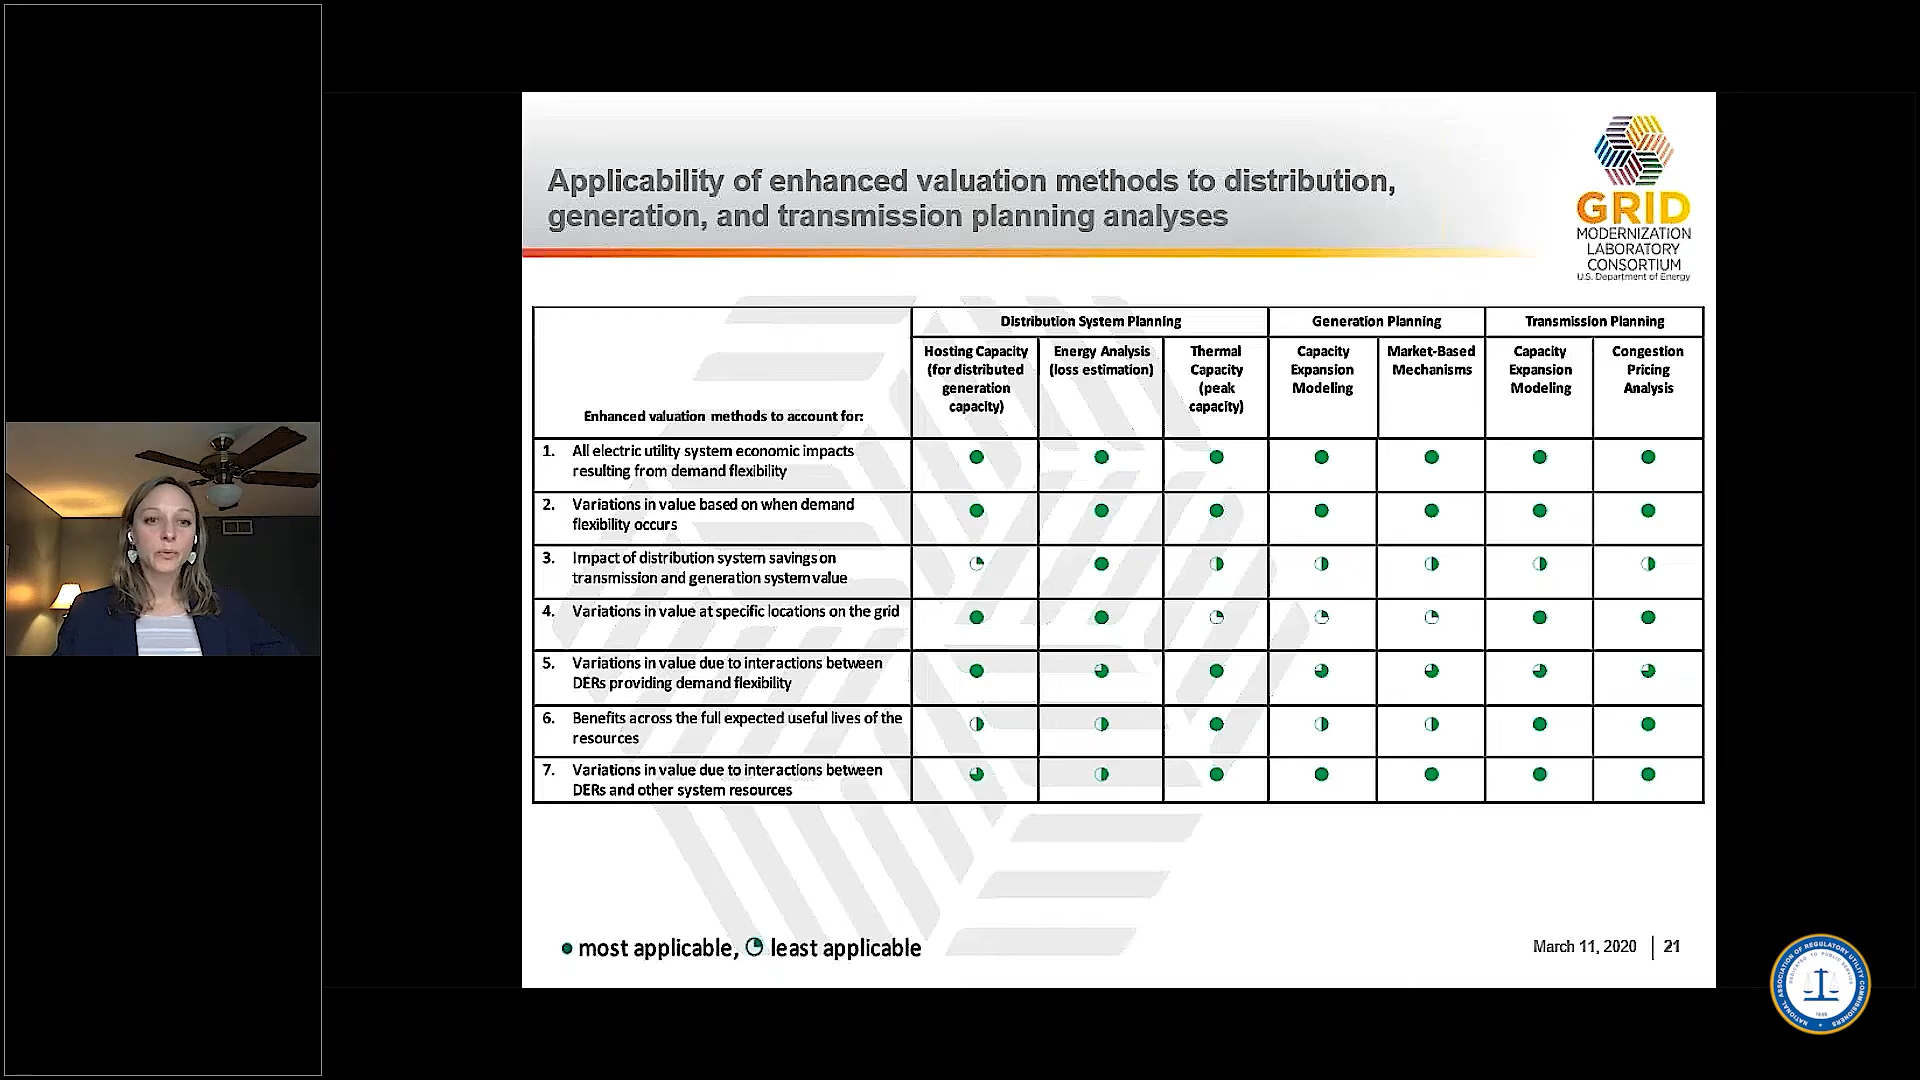 Applicability of enhanced valuation methods to distribution,
generation, and transmission planning analyses
GRID
MODERNIZATION
LABORATORY
CONSORTIUM
U.S. Department of Energy
Distribution System Planning
Generation Planning
Transmission Planning
Enhanced valuation methods to account for:
Hosting Capacity
(for distributed
generation
capacity)
Energy Analysis
(loss estimation)
Thermal
Capacity
(peak
capacity)
Capacity
Expansion
Modeling
Market-Based
Mechanisms
Capacity
Expansion
Modeling
Congestion
Pricing
Analysis
1. All electric utility system economic impacts
resulting from demand flexibility
2. Variations in value based on when demand
flexibility occurs
3. Impact of distribution system savings on
transmission and generation system value
4. Variations in value at specific locations on the grid
5. Variations in value due to interactions between
DERs providing demand flexibility
6. Benefits across the full expected useful lives of the
resources
7. Variations in value due to interactions between
DERs and other system resources
most applicable, least applicable
March 11, 2020 | 21
NATIONAL ASSOCIATION OF REGULATORY UTILITY COMMISSIONERS